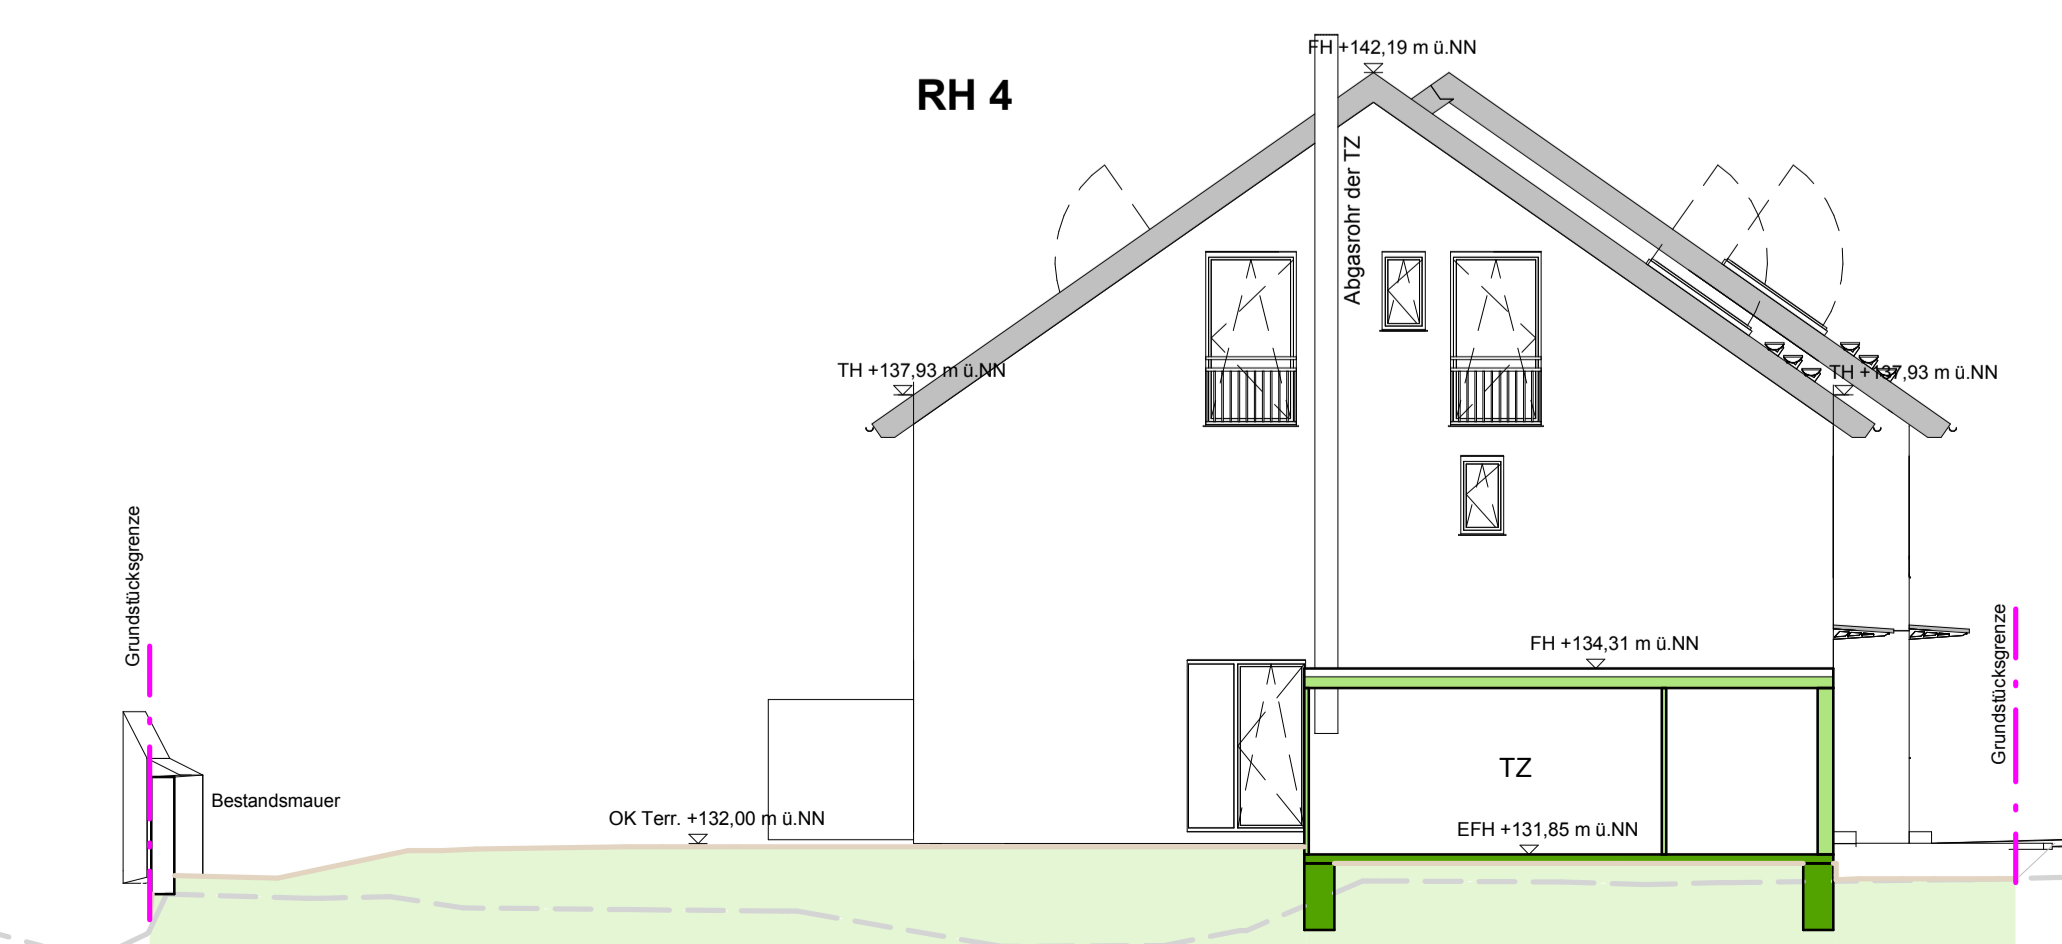 FH +142,19 m ü.NN
RH 4
Abgasrohr der TZ
TH +137,93 m ü.NN
TH +137,93 m ü.NN
Grundstücksgrenze
Grundstücksgrenze
FH +134,31 m ü.NN
TZ
Bestandsmauer
OK Terr. +132,00 m ü.NN
EFH +131,85 m ü.NN